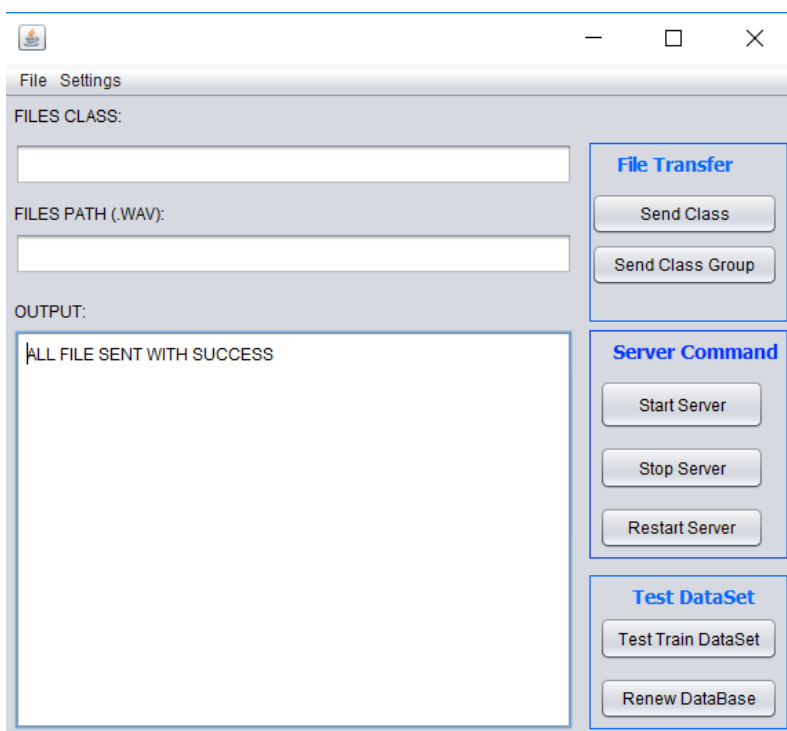 File Settings
FILES CLASS:
FILES PATH (.WAV):
OUTPUT:
ALL FILE SENT WITH SUCCESS
File Transfer
Send Class
Send Class Group
Server Command
Start Server
Stop Server
Restart Server
Test DataSet
Test Train DataSet
Renew DataBase